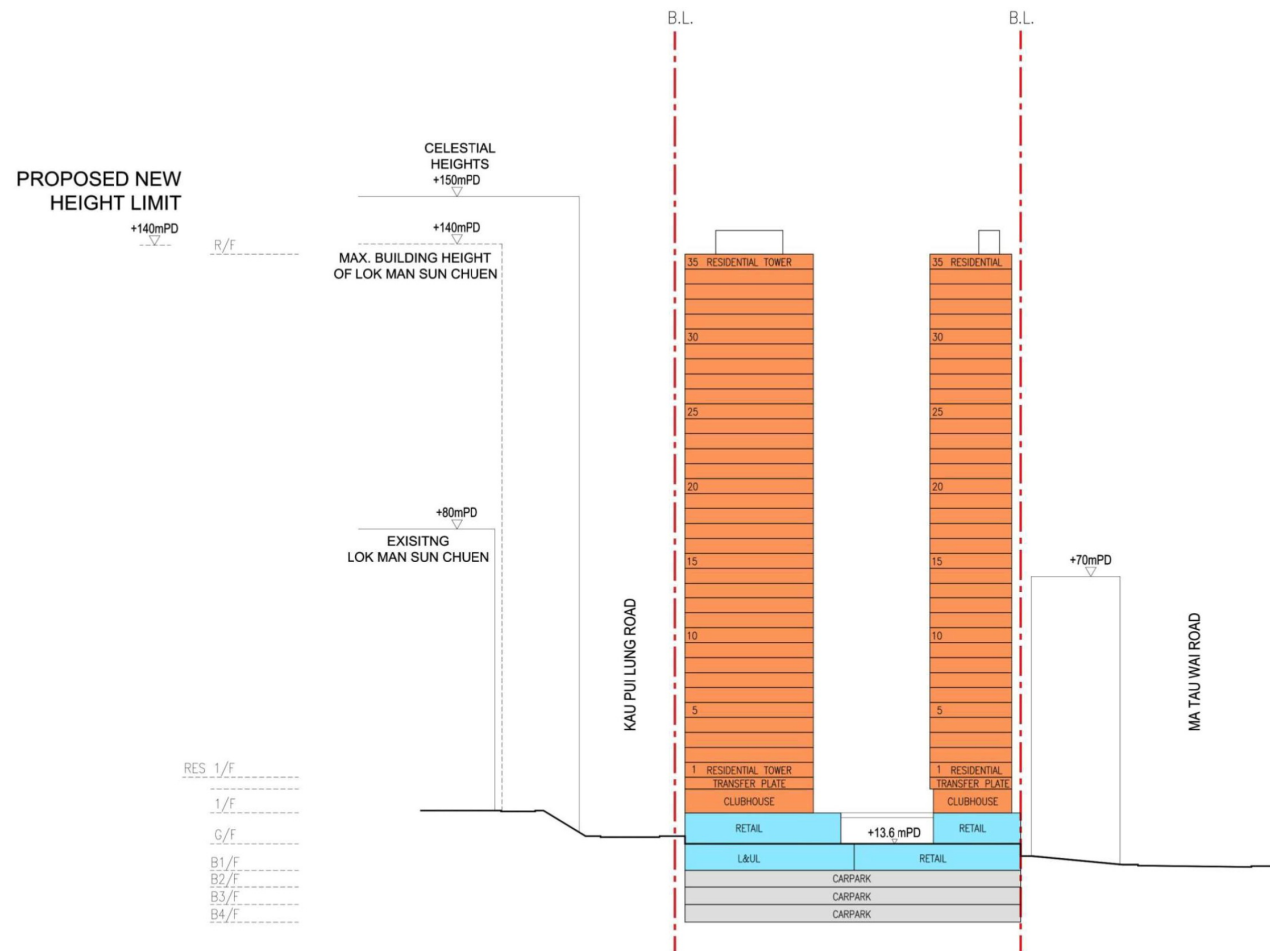 B.L.
B.L.
CELESTIAL
HEIGHTS
+150mPD
PROPOSED NEW
HEIGHT LIMIT
+140mPD
R/F
+140mPD
MAX. BUILDING HEIGHT
OF LOK MAN SUN CHUEN
+80mPD
EXISITNG
LOK MAN SUN CHUEN
KAU PUI LUNG ROAD
35 RESIDENTIAL TOWER
30
25
20
15
10
5
1 RESIDENTIAL TOWER
TRANSFER PLATE
CLUBHOUSE
RETAIL
35 RESIDENTIAL
30
25
20
15
10
5
1 RESIDENTIAL
TRANSFER PLATE
CLUBHOUSE
RETAIL
+13.6 mPD
L&UL
RETAIL
CARPARK
CARPARK
CARPARK
+70mPD
MA TAU WAI ROAD
RES 1/F
1/F
G/F
B1/F
B2/F
B3/F
B4/F